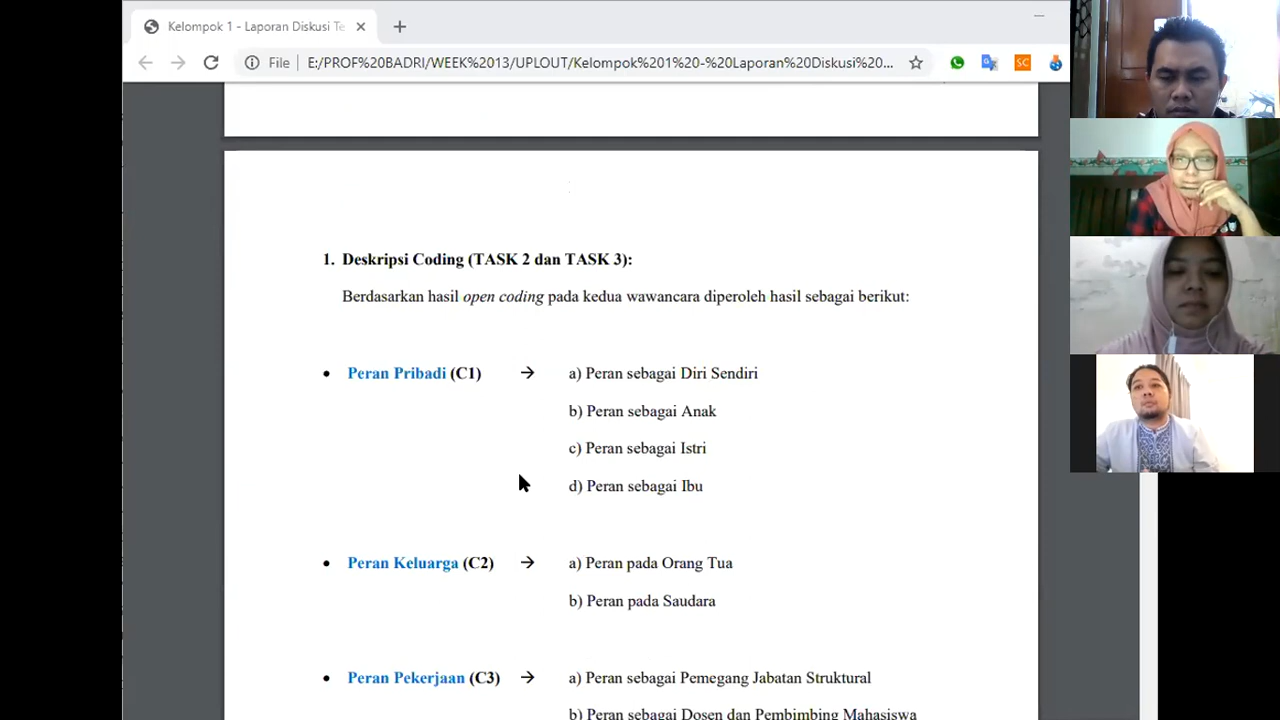 Kelompok 1 - Laporan Diskusi Te
File
E:/PROF%20BADRI/WEEK%2013/UPLOUT/Kelompok%201%20-%20Laporan%20Diskusi%20...
SC
1. Deskripsi Coding (TASK 2 dan TASK 3):
Berdasarkan hasil open coding pada kedua wawancara diperoleh hasil sebagai berikut:
• Peran Pribadi (C1) → a) Peran sebagai Diri Sendiri
b) Peran sebagai Anak
c) Peran sebagai Istri
d) Peran sebagai Ibu
• Peran Keluarga (C2) → a) Peran pada Orang Tua
b) Peran pada Saudara
• Peran Pekerjaan (C3) → a) Peran sebagai Pemegang Jabatan Struktural
b) Peran sebagai Dosen dan Pembimbing Mahasiswa